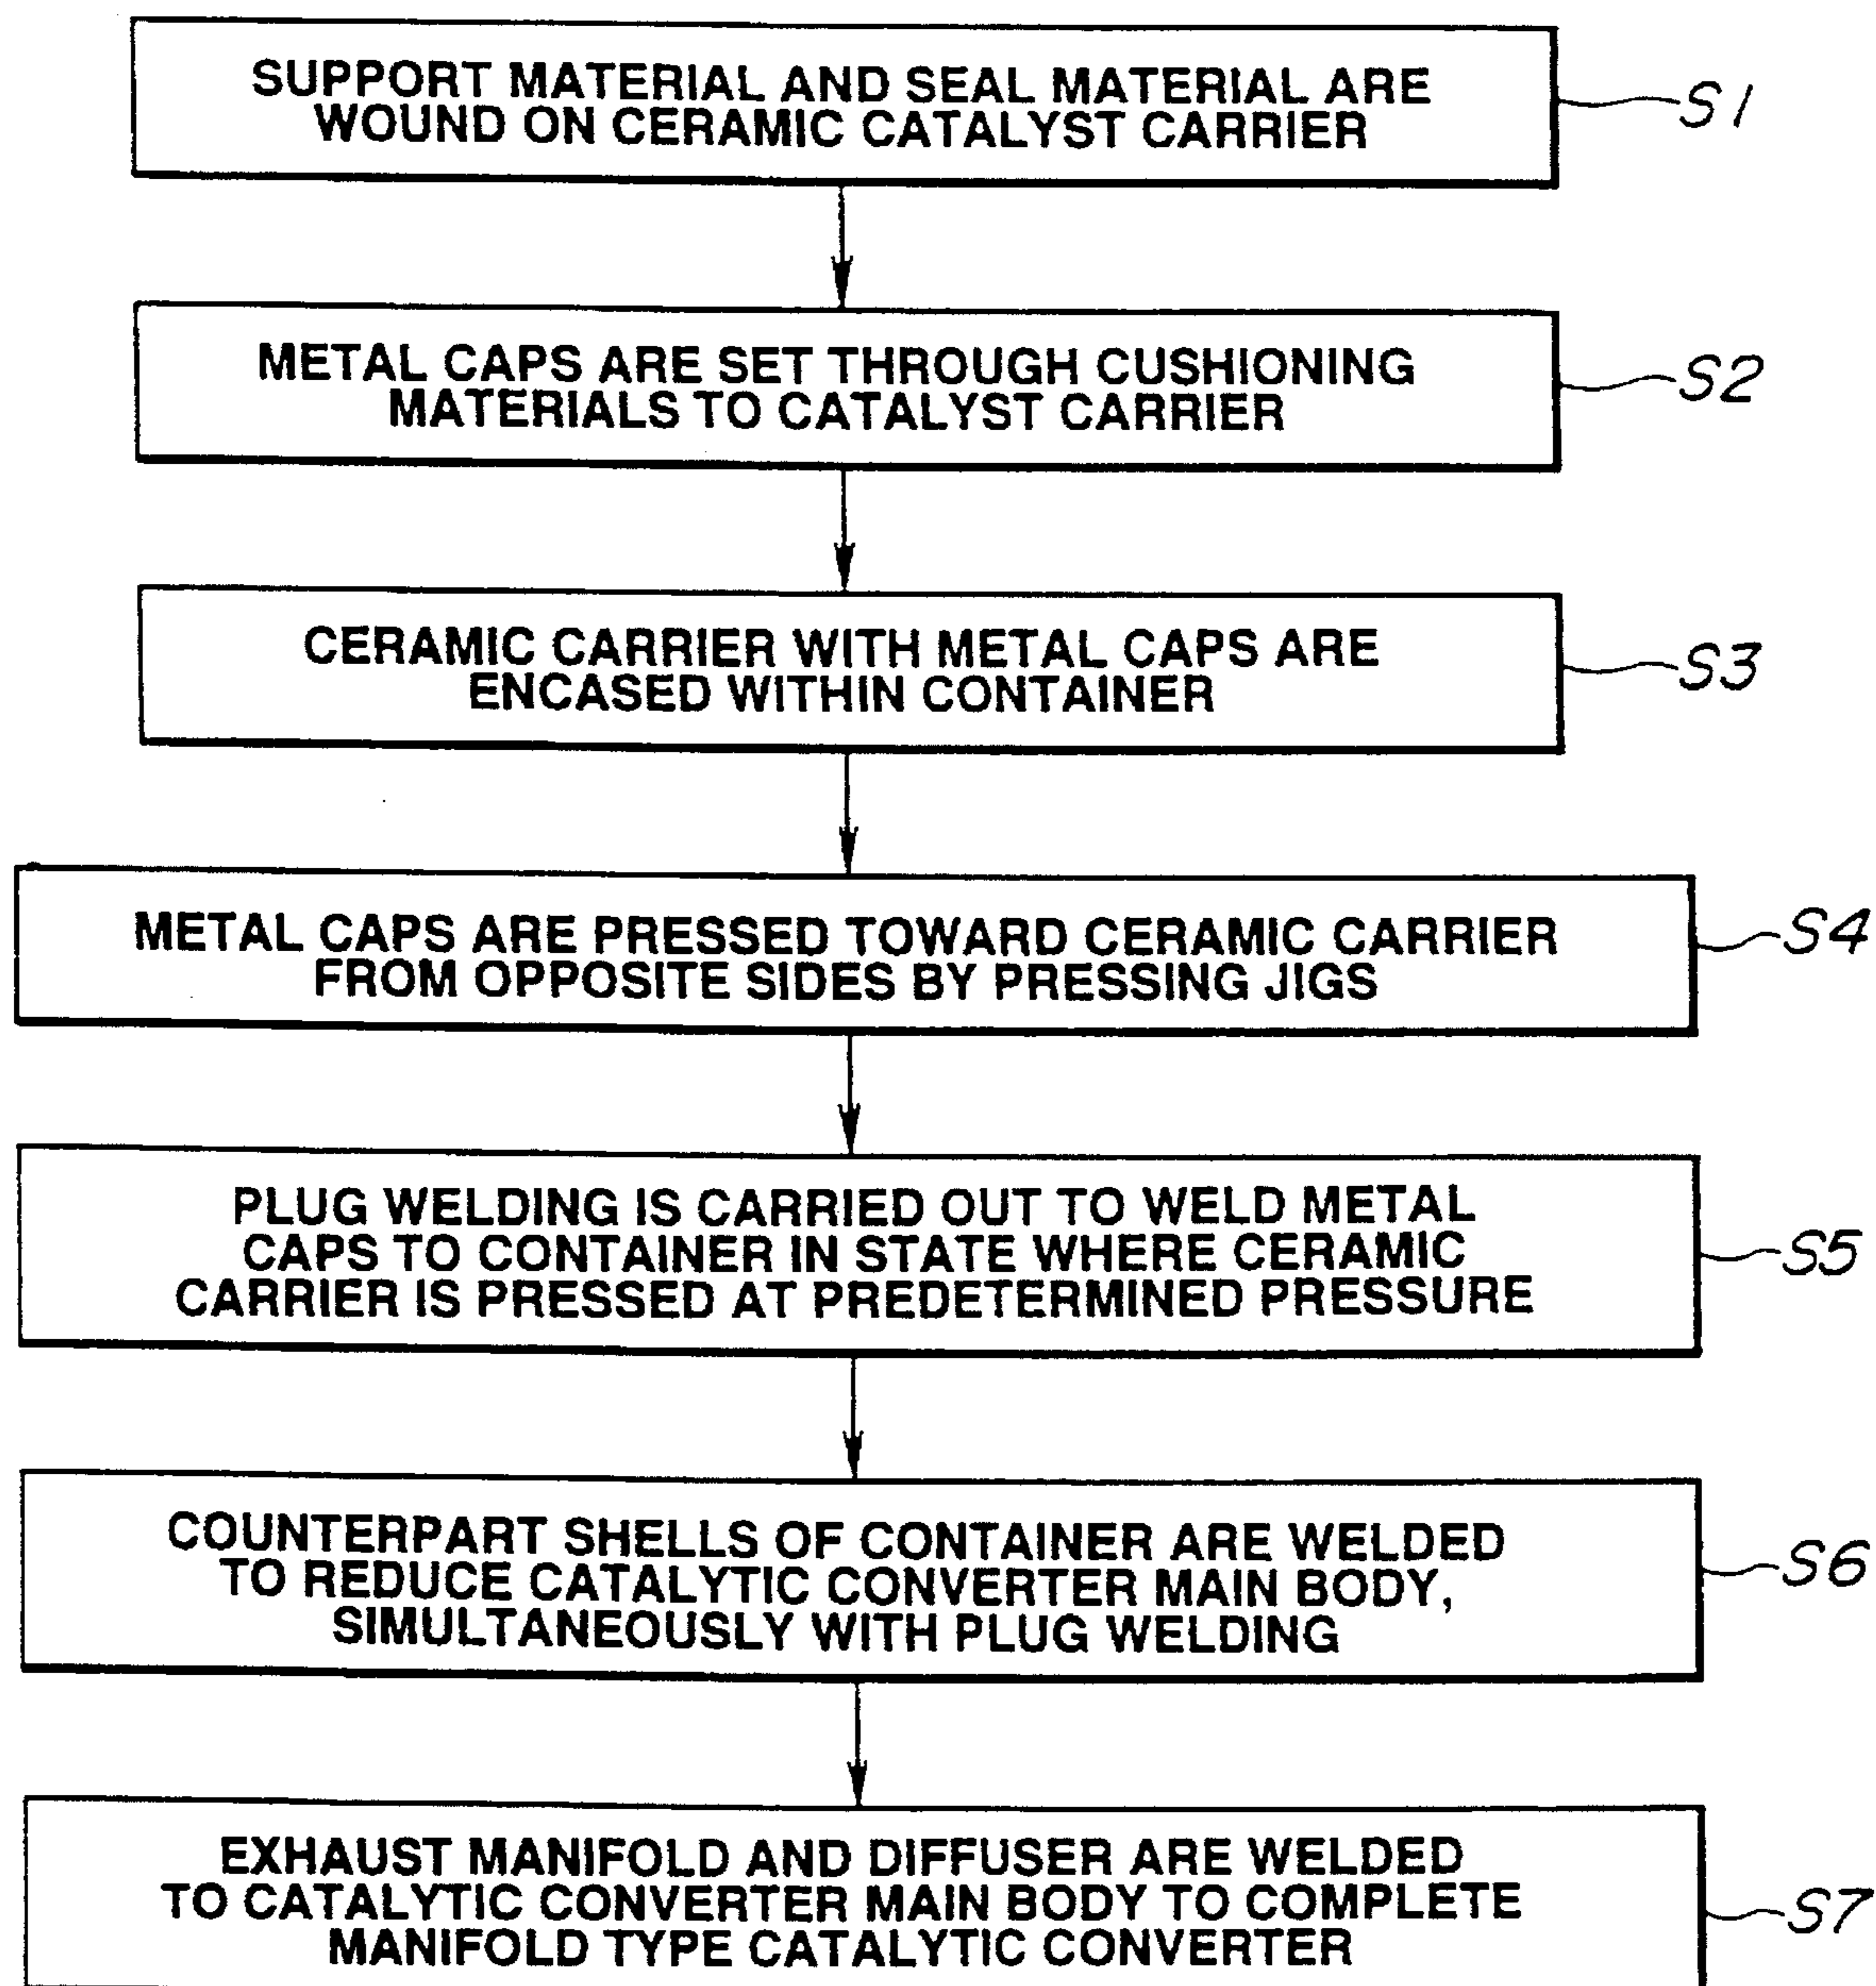 SUPPORT MATERIAL AND SEAL MATERIAL ARE
WOUND ON CERAMIC CATALYST CARRIER
S1
METAL CAPS ARE SET THROUGH CUSHIONING
MATERIALS TO CATALYST CARRIER
S2
CERAMIC CARRIER WITH METAL CAPS ARE
ENCASED WITHIN CONTAINER
S3
METAL CAPS ARE PRESSED TOWARD CERAMIC CARRIER
FROM OPPOSITE SIDES BY PRESSING JIGS
S4
PLUG WELDING IS CARRIED OUT TO WELD METAL
CAPS TO CONTAINER IN STATE WHERE CERAMIC
CARRIER IS PRESSED AT PREDETERMINED PRESSURE
S5
COUNTERPART SHELLS OF CONTAINER ARE WELDED
TO REDUCE CATALYTIC CONVERTER MAIN BODY,
SIMULTANEOUSLY WITH PLUG WELDING
S6
EXHAUST MANIFOLD AND DIFFUSER ARE WELDED
TO CATALYTIC CONVERTER MAIN BODY TO COMPLETE
MANIFOLD TYPE CATALYTIC CONVERTER
S7